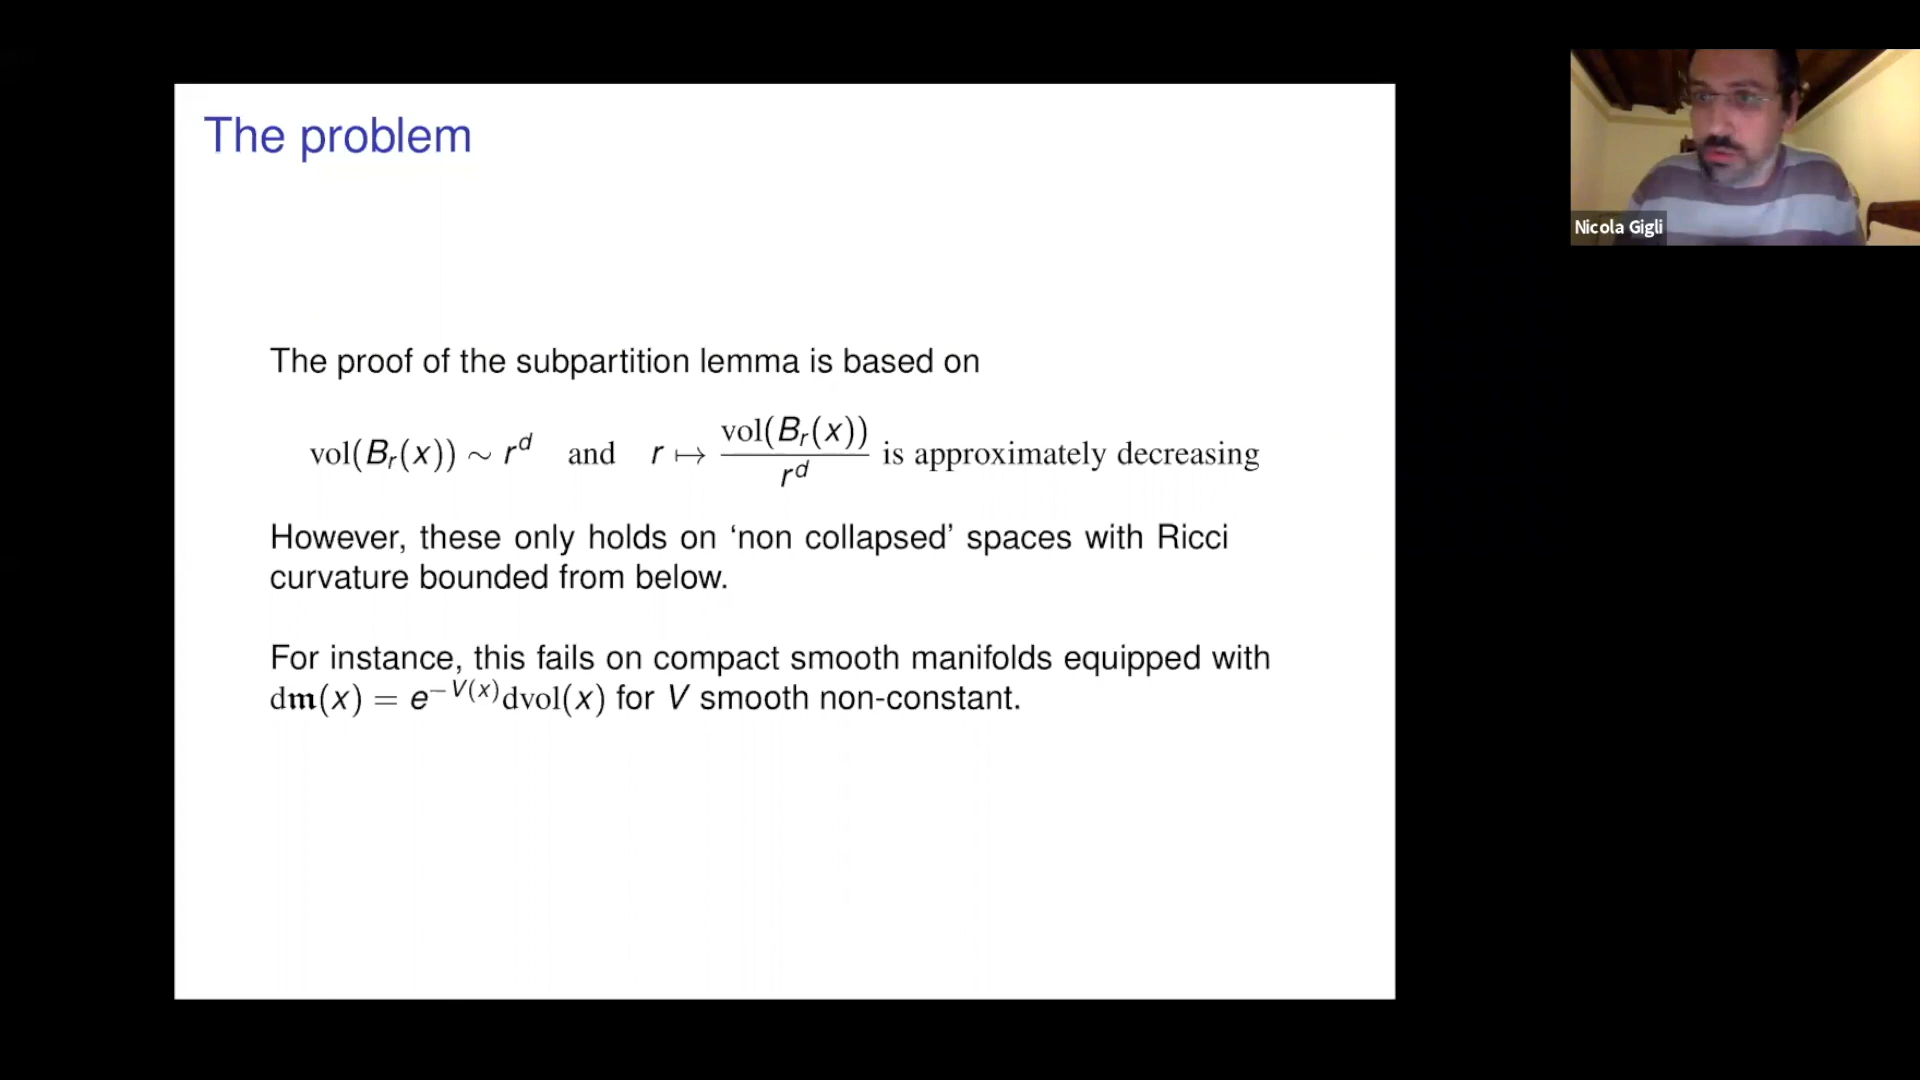 The problem
The proof of the subpartition lemma is based on
vol(B_r(x)) ∼ r^d and r ↦ vol(B_r(x)) / r^d is approximately decreasing
However, these only holds on ‘non collapsed’ spaces with Ricci
curvature bounded from below.
For instance, this fails on compact smooth manifolds equipped with
dm(x) = e^{−V(x)}dvol(x) for V smooth non-constant.
Nicola Gigli